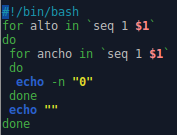 #!/bin/bash
for alto in `seq 1 $1`
do
 for ancho in `seq 1 $1`
 do
  echo -n "0"
 done
 echo ""
done